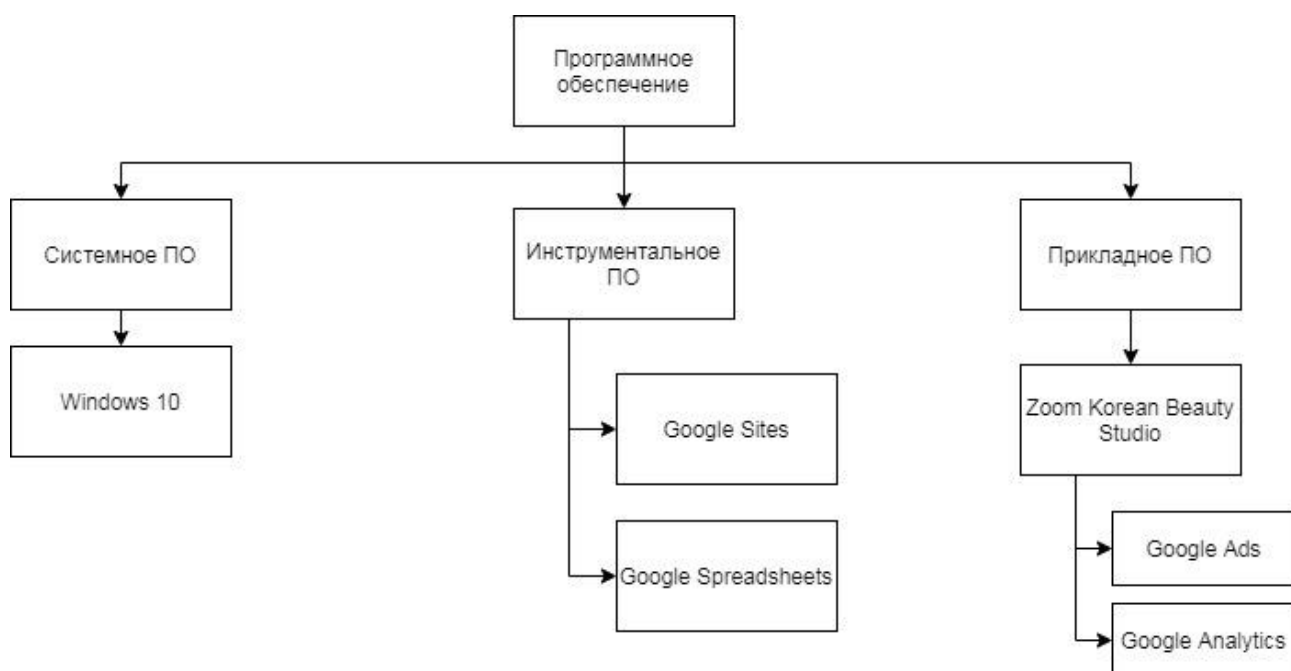 Программное
обеспечение
Системное ПО
Инструментальное
ПО
Прикладное ПО
Windows 10
Google Sites
Google Spreadsheets
Zoom Korean Beauty
Studio
Google Ads
Google Analytics